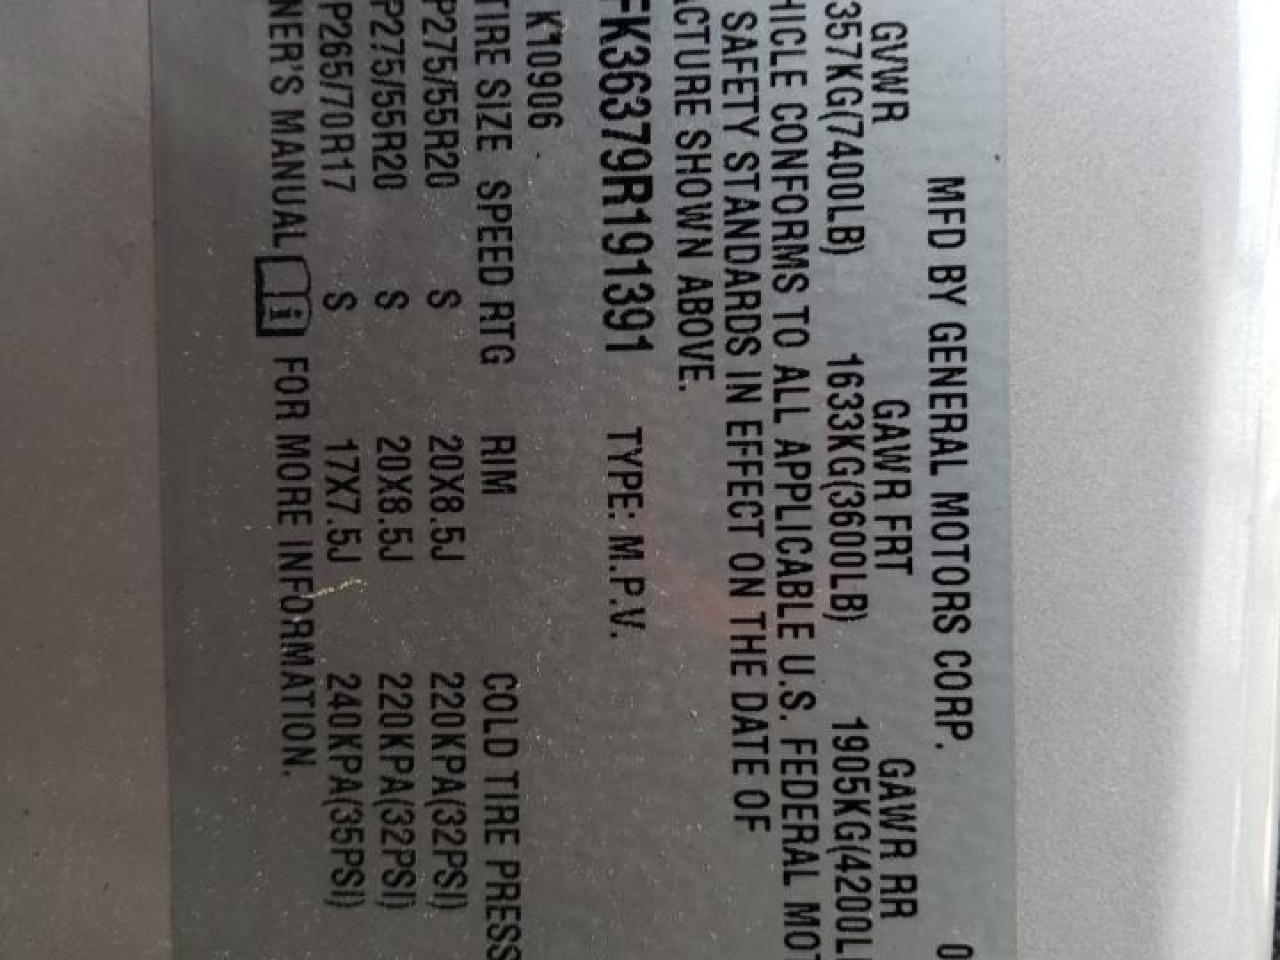 MFD BY GENERAL MOTORS CORP. 0
GVWR GAWR FRT GAWR RR
357KG(7400LB) 1633KG(3600LB) 1905KG(4200L
HICLE CONFORMS TO ALL APPLICABLE U.S. FEDERAL MOT
SAFETY STANDARDS IN EFFECT ON THE DATE OF
ACTURE SHOWN ABOVE.
FK36379R191391 TYPE: M.P.V.
K10906
TIRE SIZE SPEED RTG RIM COLD TIRE PRESS
P275/55R20 S 20X8.5J 220KPA(32PSI)
P275/55R20 S 20X8.5J 220KPA(32PSI)
P265/70R17 S 17X7.5J 240KPA(35PSI)
NER'S MANUAL i FOR MORE INFORMATION.